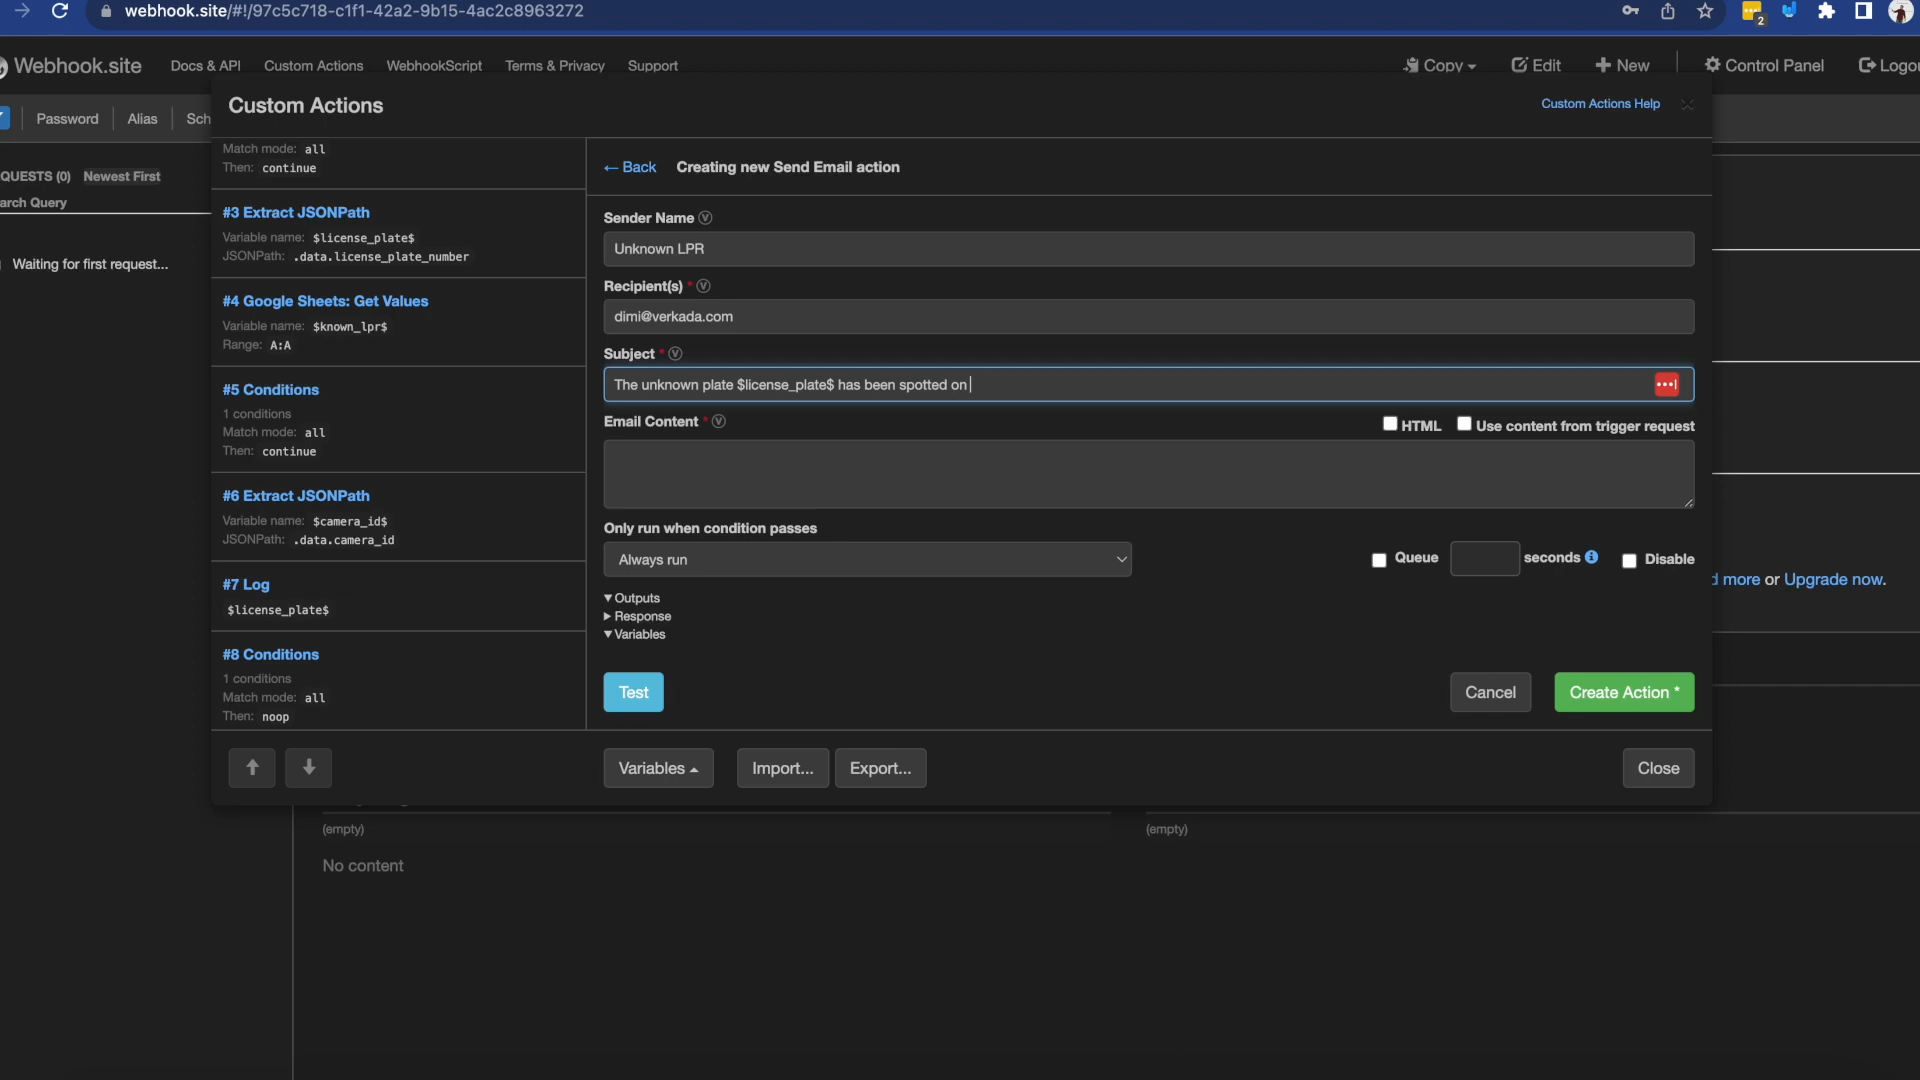 webhook.site/#!/97c5c718-c1f1-42a2-9b15-4ac2c8963272
2
Webhook.site
Docs & API
Custom Actions
WebhookScript
Terms & Privacy
Support
Copy
Edit
New
Control Panel
Logou
Password
Alias
Sch
Custom Actions
Custom Actions Help
QUESTS (0)
Newest First
arch Query
Waiting for first request...
Match mode: all
Then: continue
#3 Extract JSONPath
Variable name: $license_plate$
JSONPath: .data.license_plate_number
#4 Google Sheets: Get Values
Variable name: $known_lpr$
Range: A:A
#5 Conditions
1 conditions
Match mode: all
Then: continue
#6 Extract JSONPath
Variable name: $camera_id$
JSONPath: .data.camera_id
#7 Log
$license_plate$
#8 Conditions
1 conditions
Match mode: all
Then: noop
← Back
Creating new Send Email action
Sender Name V
Unknown LPR
Recipient(s) * V
dimi@verkada.com
Subject * V
The unknown plate $license_plate$ has been spotted on
Email Content * V
HTML
Use content from trigger request
Only run when condition passes
Always run
Queue
seconds
Disable
Outputs
Response
Variables
Test
Cancel
Create Action *
d more or Upgrade now.
Variables
Import...
Export...
Close
(empty)
(empty)
No content